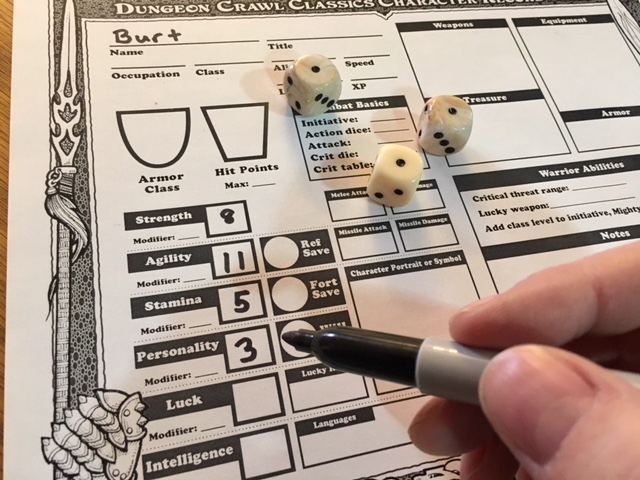 DUNGEON CRAWL CLASSICS CHARACTER RECORD
Burt
Name
Title
Occupation
Class
Speed
XP
Armor
Class
Hit Points
Max:
Combat Basics
Initiative:
Action dice:
Attack:
Crit die:
Crit table:
Weapons
Treasure
Equipment
Armor
Warrior Abilities
Critical threat range:
Lucky weapon:
Add class level to initiative, Mighty
Notes
Strength 8
Modifier:
Melee Attack
Damage
Agility 11
Modifier:
Ref
Save
Missile Attack
Missile Damage
Stamina 5
Modifier:
Fort
Save
Character Portrait or Symbol
Personality 3
Modifier:
Luck
Modifier:
Lucky
Languages
Intelligence